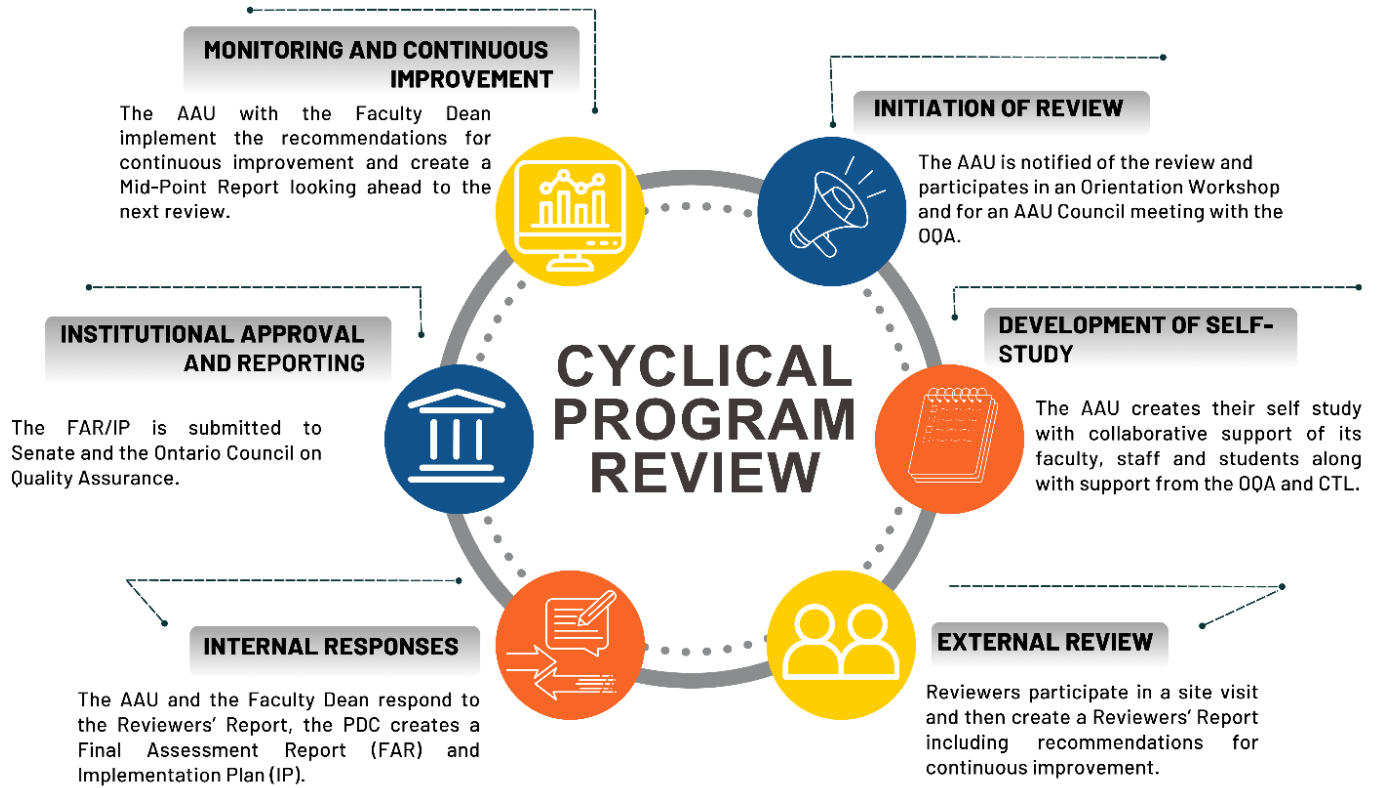 CYCLICAL
PROGRAM
REVIEW
INITIATION OF REVIEW
The AAU is notified of the review and
participates in an Orientation Workshop
and for an AAU Council meeting with the
OQA.
DEVELOPMENT OF SELF-
STUDY
The AAU creates their self study
with collaborative support of its
faculty, staff and students along
with support from the OQA and CTL.
EXTERNAL REVIEW
Reviewers participate in a site visit
and then create a Reviewers’ Report
including recommendations for
continuous improvement.
INTERNAL RESPONSES
The AAU and the Faculty Dean respond to
the Reviewers’ Report, the PDC creates a
Final Assessment Report (FAR) and
Implementation Plan (IP).
INSTITUTIONAL APPROVAL
AND REPORTING
The FAR/IP is submitted to
Senate and the Ontario Council on
Quality Assurance.
MONITORING AND CONTINUOUS
IMPROVEMENT
The AAU with the Faculty Dean
implement the recommendations for
continuous improvement and create a
Mid-Point Report looking ahead to the
next review.